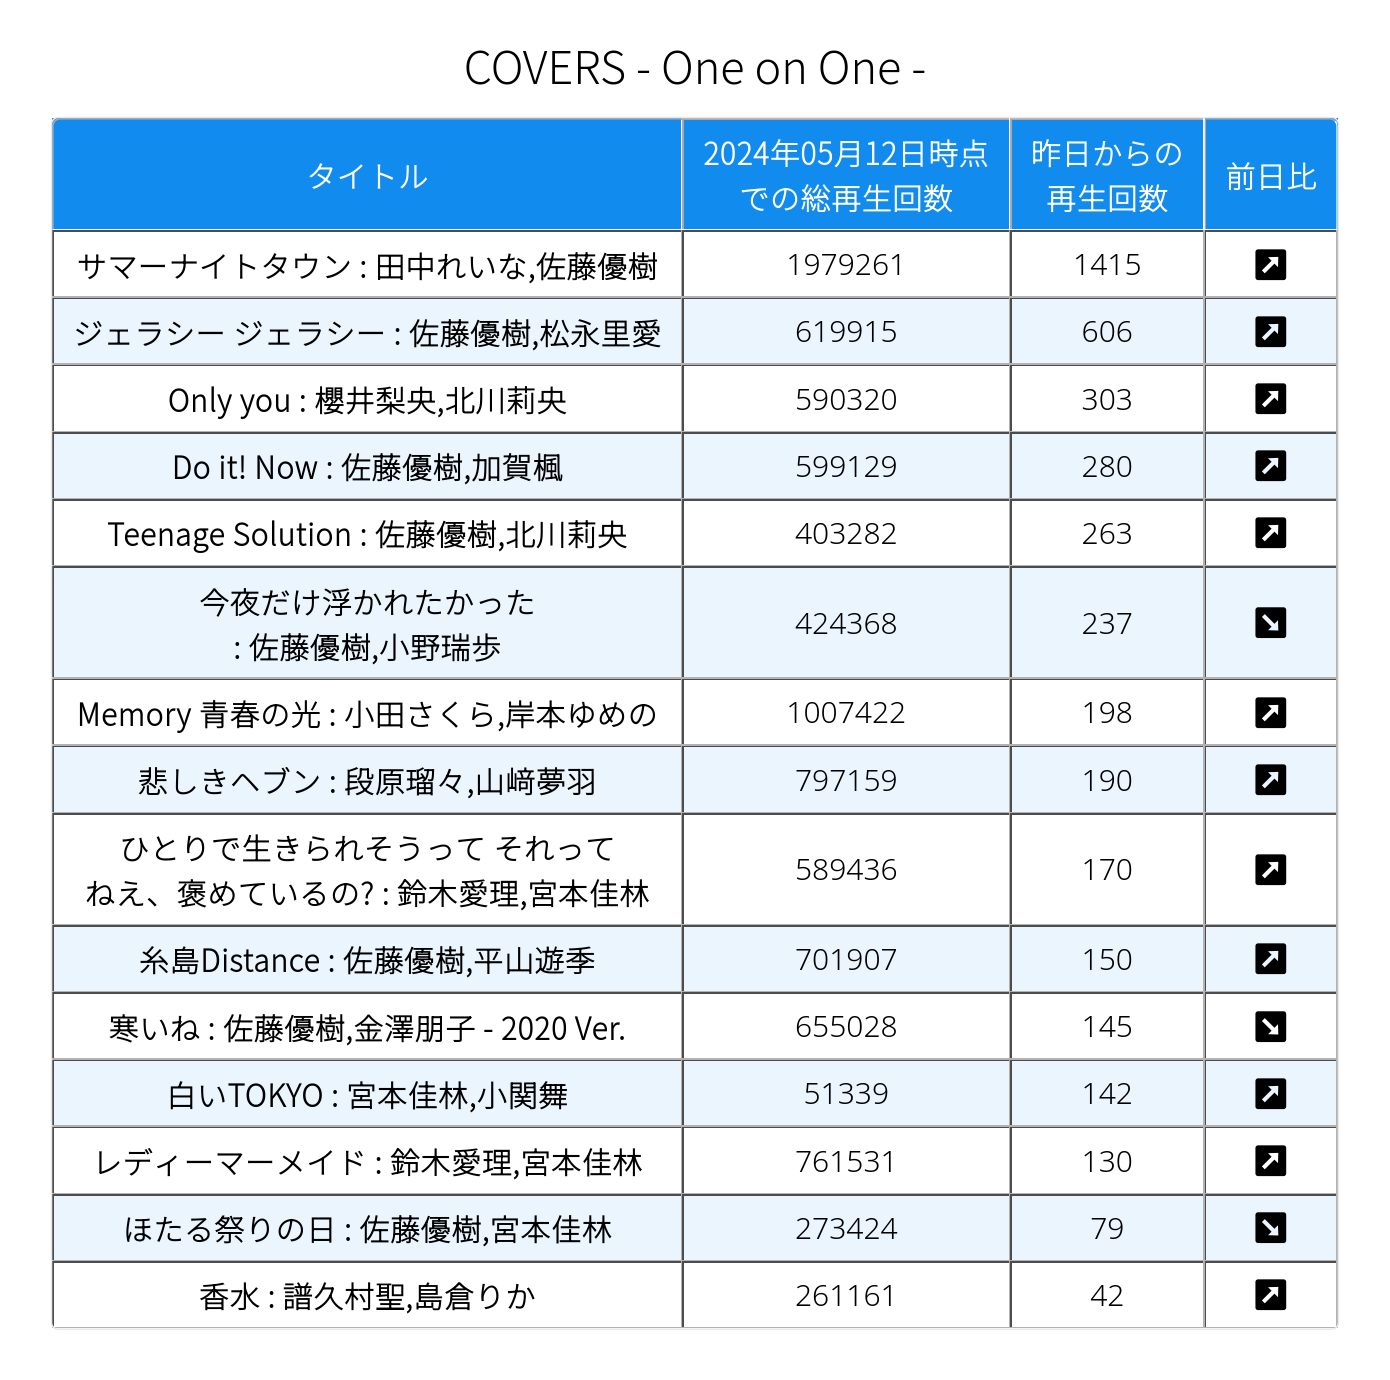 COVERS - One on One -
タイトル
2024年05月12日時点
での総再生回数
昨日からの
再生回数
前日比
サマーナイトタウン : 田中れいな,佐藤優樹 1979261 1415 ↗
ジェラシー ジェラシー : 佐藤優樹,松永里愛 619915 606 ↗
Only you : 櫻井梨央,北川莉央 590320 303 ↗
Do it! Now : 佐藤優樹,加賀楓 599129 280 ↗
Teenage Solution : 佐藤優樹,北川莉央 403282 263 ↗
今夜だけ浮かれたかった
: 佐藤優樹,小野瑞歩 424368 237 ↘
Memory 青春の光 : 小田さくら,岸本ゆめの 1007422 198 ↗
悲しきヘブン : 段原瑠々,山﨑夢羽 797159 190 ↗
ひとりで生きられそうって それって
ねえ、褒めているの? : 鈴木愛理,宮本佳林 589436 170 ↗
糸島Distance : 佐藤優樹,平山遊季 701907 150 ↗
寒いね : 佐藤優樹,金澤朋子 - 2020 Ver. 655028 145 ↘
白いTOKYO : 宮本佳林,小関舞 51339 142 ↗
レディーマーメイド : 鈴木愛理,宮本佳林 761531 130 ↗
ほたる祭りの日 : 佐藤優樹,宮本佳林 273424 79 ↘
香水 : 譜久村聖,島倉りか 261161 42 ↗